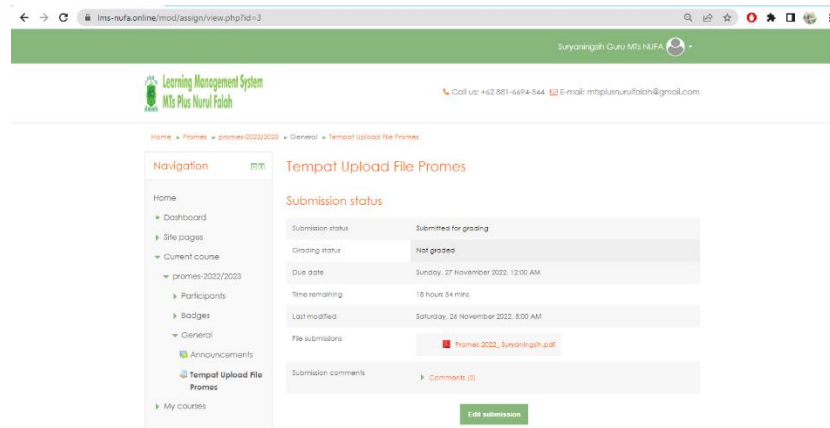 lms-nufa.online/mod/assign/view.php?id=3
Suryaningsih Guru MTs NUFA
Learning Management System
MTs Plus Nurul Falah
Call us: +62 881-6694-544 E-mail: mtsplusnurulfalah@gmail.com
Home Promes promes-2022/2023 General Tempat Upload File Promes
Navigation
Home
Dashboard
Site pages
Current course
promes-2022/2023
Participants
Badges
General
Announcements
Tempat Upload File
Promes
My courses
Tempat Upload File Promes
Submission status
Submission status Submitted for grading
Grading status Not graded
Due date Sunday, 27 November 2022, 12:00 AM
Time remaining 18 hours 54 mins
Last modified Saturday, 26 November 2022, 5:00 AM
File submissions Promes 2022_ Suryaningsih.pdf
Submission comments Comments (0)
Edit submission